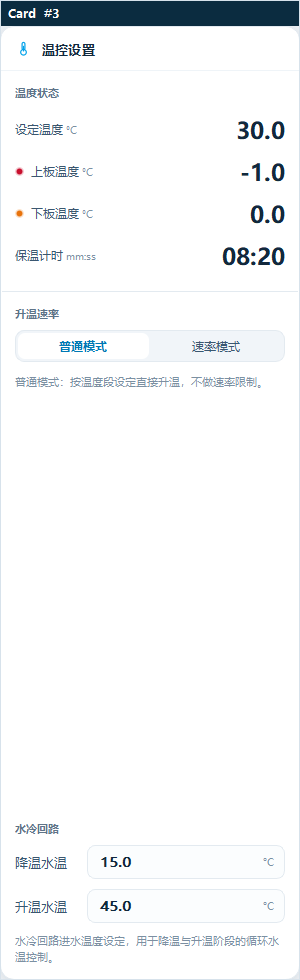 Card #3
温控设置
温度状态
设定温度 °C 30.0
上板温度 °C -1.0
下板温度 °C 0.0
保温计时 mm:ss 08:20
升温速率
普通模式 速率模式
普通模式：按温度段设定直接升温，不做速率限制。
水冷回路
降温水温 15.0 °C
升温水温 45.0 °C
水冷回路进水温度设定，用于降温与升温阶段的循环水
温控制。